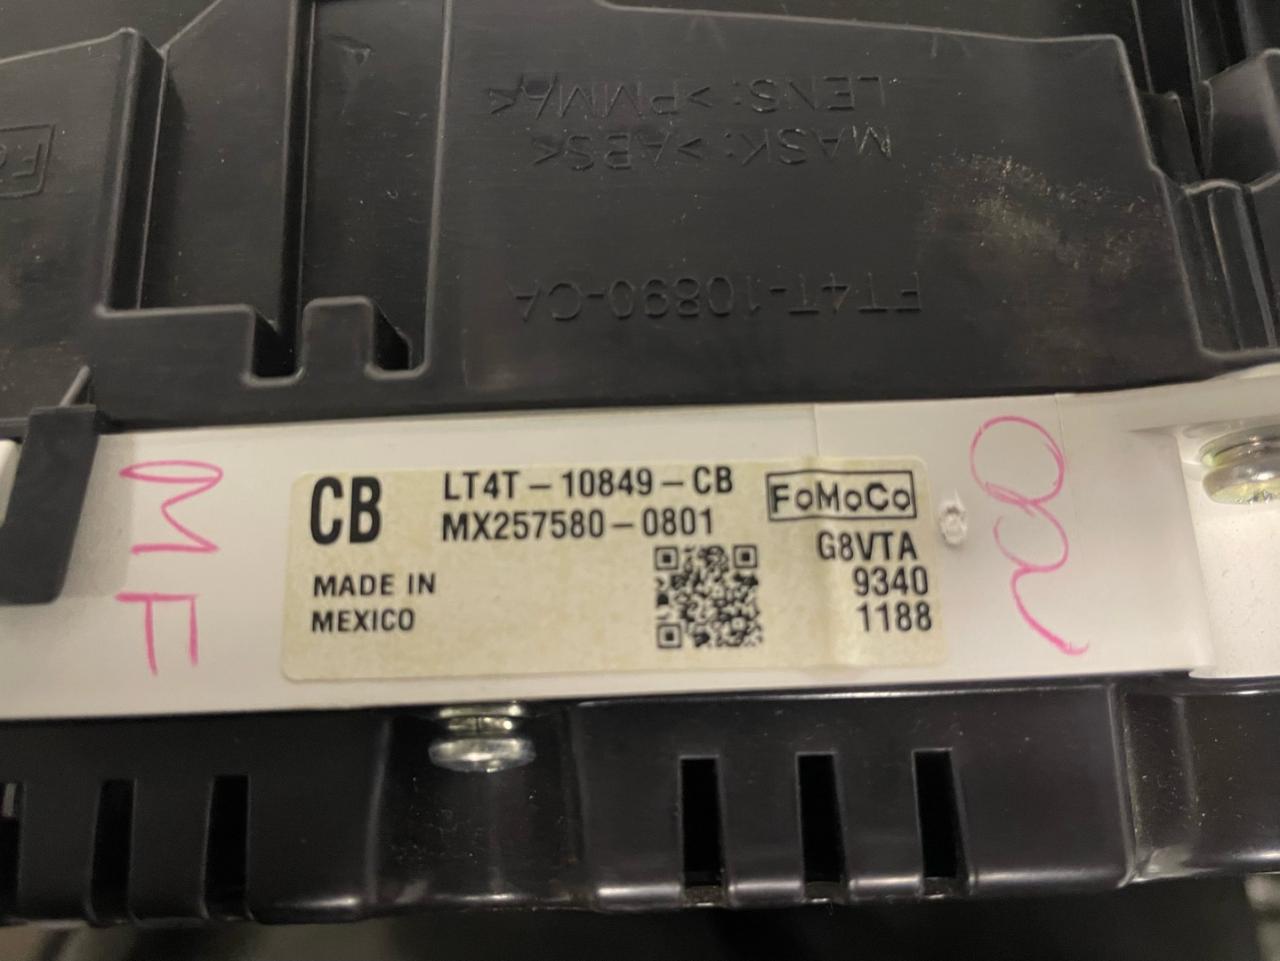 LENS: >PMMA<
MASK: >ABS<
FT4T-10890-CA
CB
LT4T-10849-CB
MX257580-0801
FoMoCo
G8VTA
9340
1188
MADE IN
MEXICO